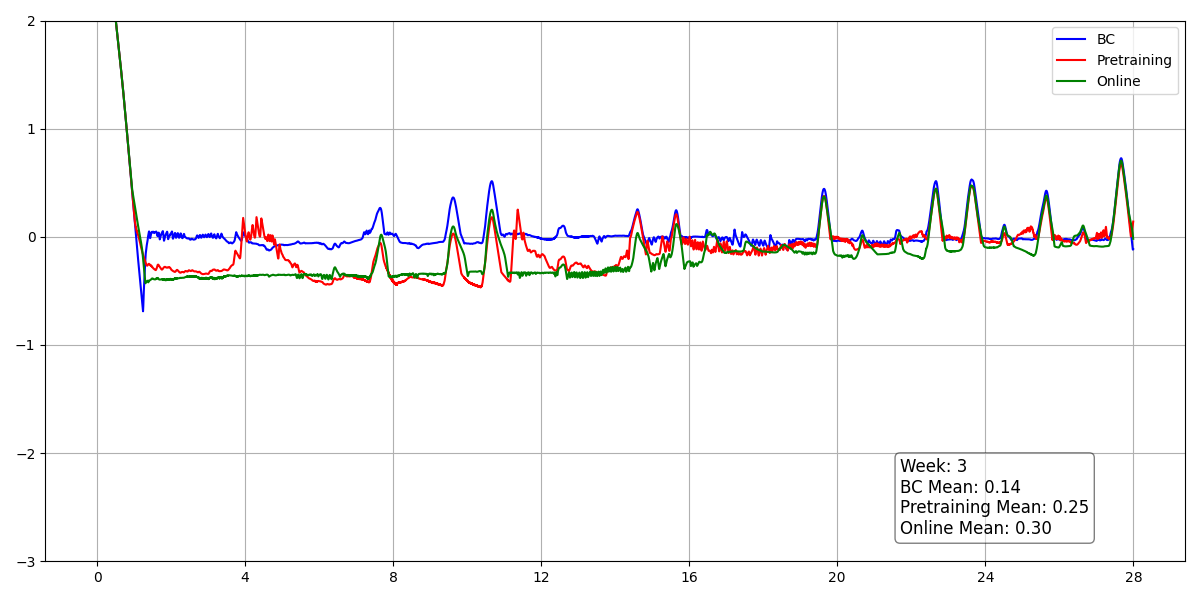 2
1
0
−1
−2
−3
0 4 8 12 16 20 24 28
BC
Pretraining
Online
Week: 3
BC Mean: 0.14
Pretraining Mean: 0.25
Online Mean: 0.30